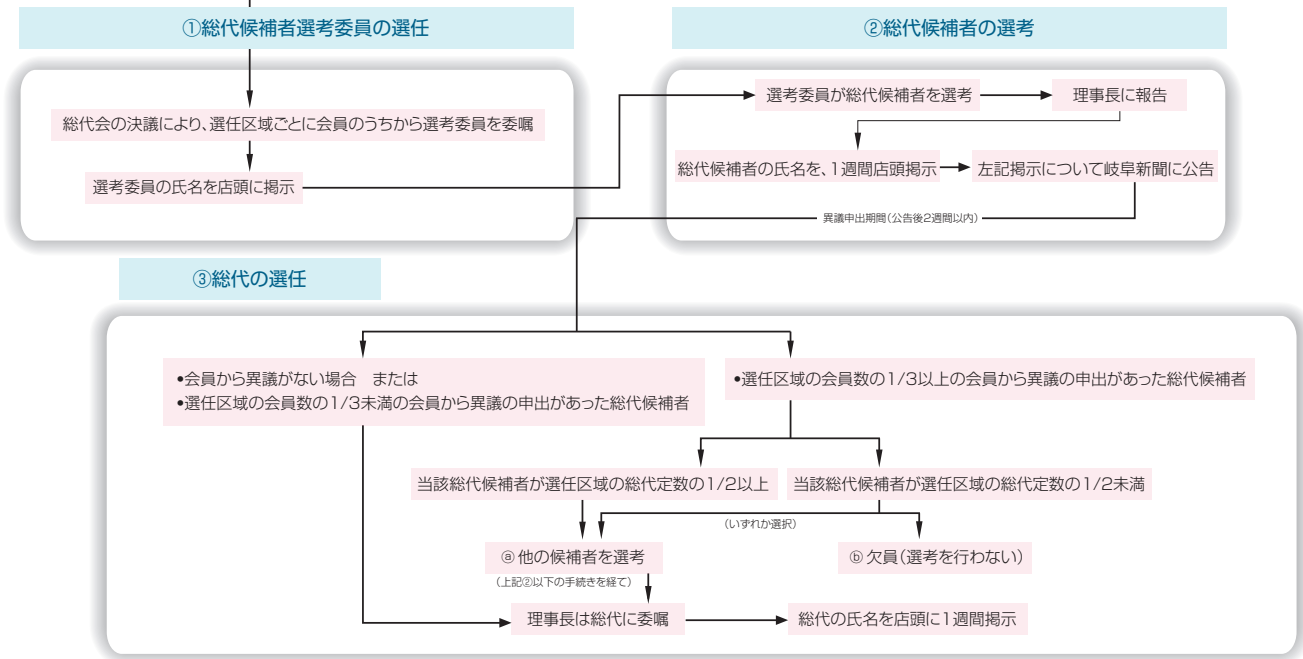 ①総代候補者選考委員の選任
総代会の決議により、選任区域ごとに会員のうちから選考委員を委嘱
選考委員の氏名を店頭に掲示
②総代候補者の選考
選考委員が総代候補者を選考
理事長に報告
総代候補者の氏名を、1週間店頭掲示
左記掲示について岐阜新聞に公告
異議申出期間(公告後2週間以内)
③総代の選任
•会員から異議がない場合　または
•選任区域の会員数の1/3未満の会員から異議の申出があった総代候補者
•選任区域の会員数の1/3以上の会員から異議の申出があった総代候補者
当該総代候補者が選任区域の総代定数の1/2以上
当該総代候補者が選任区域の総代定数の1/2未満
(いずれか選択)
ⓐ他の候補者を選考
(上記②以下の手続きを経て)
ⓑ欠員(選考を行わない)
理事長は総代に委嘱
総代の氏名を店頭に1週間掲示